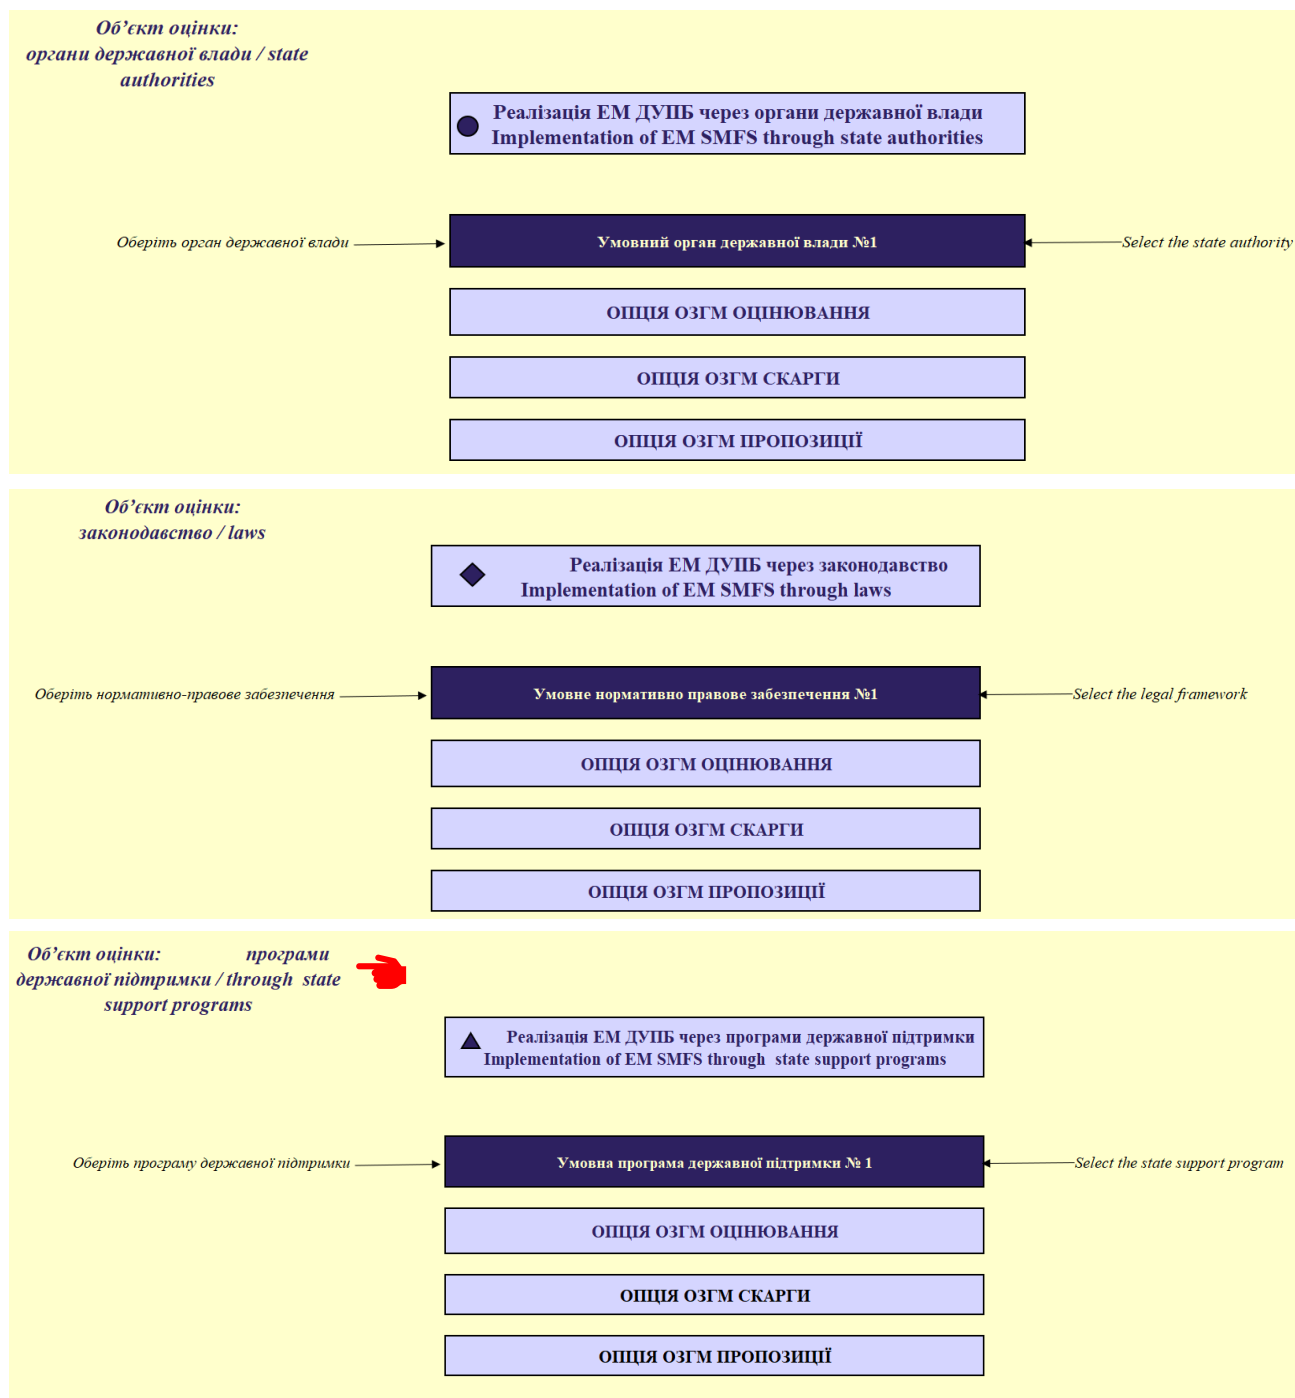 Об’єкт оцінки:
органи державної влади / state
authorities
Реалізація ЕМ ДУПБ через органи державної влади
Implementation of EM SMFS through state authorities
Оберіть орган державної влади
Умовний орган державної влади №1
Select the state authority
ОПЦІЯ ОЗГМ ОЦІНЮВАННЯ
ОПЦІЯ ОЗГМ СКАРГИ
ОПЦІЯ ОЗГМ ПРОПОЗИЦІЇ
Об’єкт оцінки:
законодавство / laws
Реалізація ЕМ ДУПБ через законодавство
Implementation of EM SMFS through laws
Оберіть нормативно-правове забезпечення
Умовне нормативно правове забезпечення №1
Select the legal framework
ОПЦІЯ ОЗГМ ОЦІНЮВАННЯ
ОПЦІЯ ОЗГМ СКАРГИ
ОПЦІЯ ОЗГМ ПРОПОЗИЦІЇ
Об’єкт оцінки: програми
державної підтримки / through state
support programs
Реалізація ЕМ ДУПБ через програми державної підтримки
Implementation of EM SMFS through state support programs
Оберіть програму державної підтримки
Умовна програма державної підтримки № 1
Select the state support program
ОПЦІЯ ОЗГМ ОЦІНЮВАННЯ
ОПЦІЯ ОЗГМ СКАРГИ
ОПЦІЯ ОЗГМ ПРОПОЗИЦІЇ